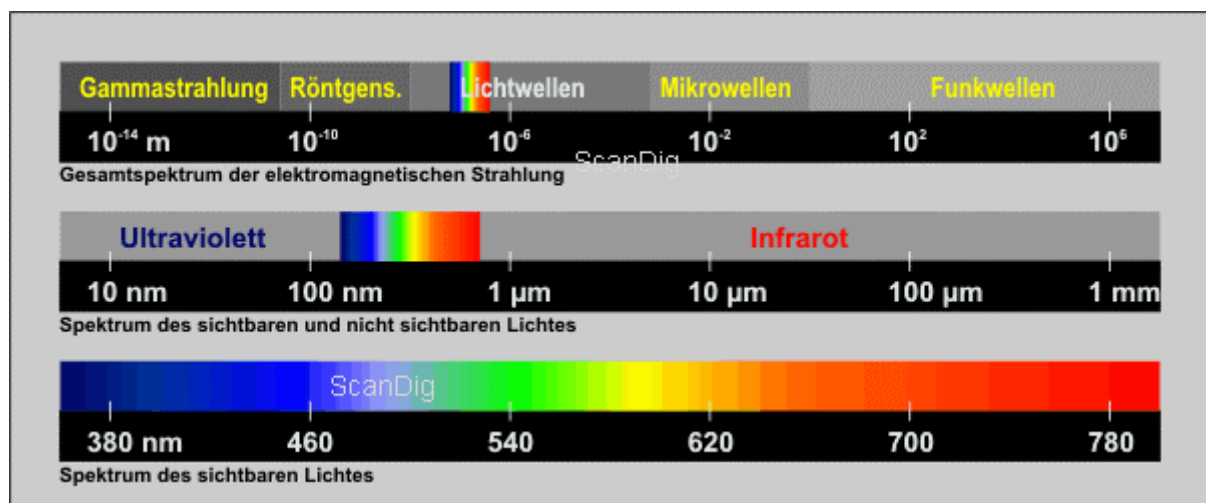 Gammastrahlung Röntgens. Lichtwellen Mikrowellen Funkwellen
10⁻¹⁴ m 10⁻¹⁰ 10⁻⁶ 10⁻² 10² 10⁶
ScanDig
Gesamtspektrum der elektromagnetischen Strahlung
Ultraviolett Infrarot
10 nm 100 nm 1 µm 10 µm 100 µm 1 mm
Spektrum des sichtbaren und nicht sichtbaren Lichtes
ScanDig
380 nm 460 540 620 700 780
Spektrum des sichtbaren Lichtes